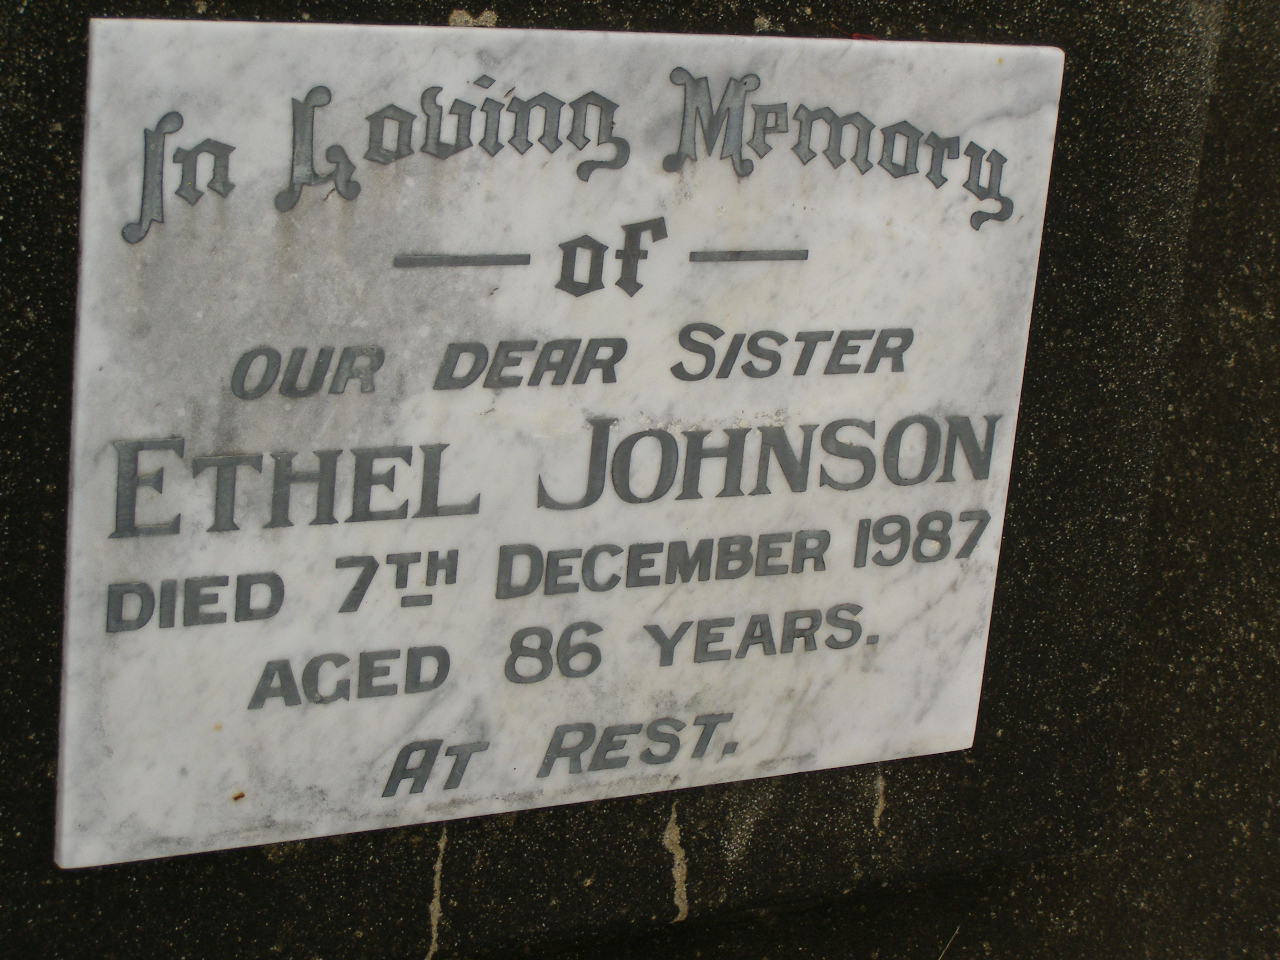 In Loving Memory
of
OUR DEAR SISTER
ETHEL JOHNSON
DIED 7TH DECEMBER 1987
AGED 86 YEARS.
AT REST.